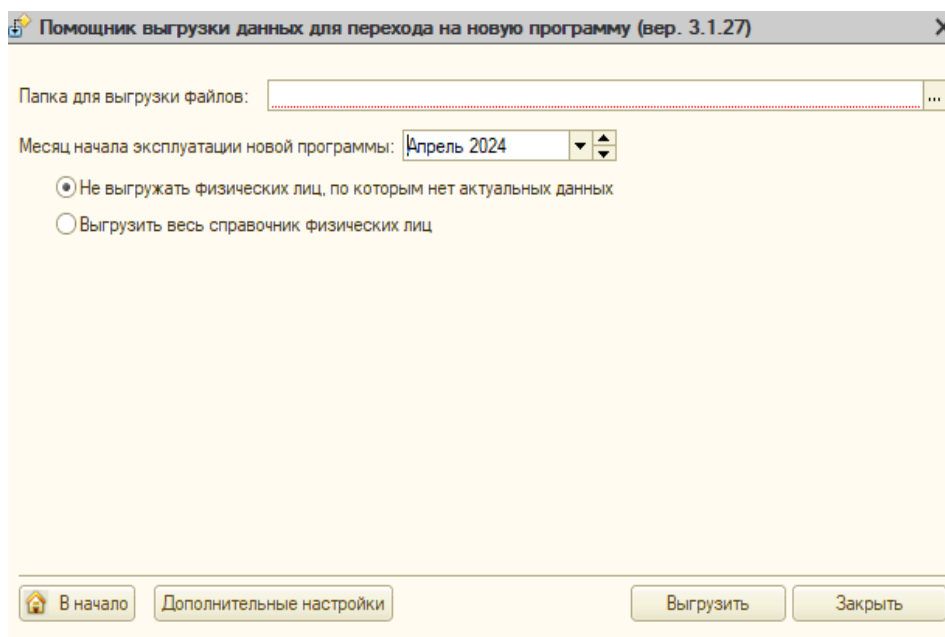 Помощник выгрузки данных для перехода на новую программу (вер. 3.1.27)
Папка для выгрузки файлов: ...
Месяц начала эксплуатации новой программы: Апрель 2024
Не выгружать физических лиц, по которым нет актуальных данных
Выгрузить весь справочник физических лиц
В начало Дополнительные настройки Выгрузить Закрыть